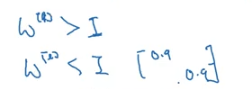 W^[l] > I
W^[l] < I [0.9 0.9]